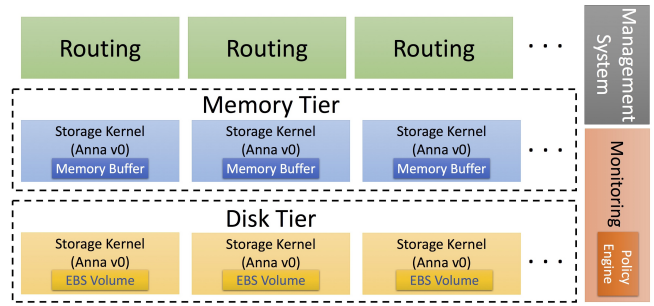 Routing
Routing
Routing
. . .
Management
System
Memory Tier
Storage Kernel
(Anna v0)
Memory Buffer
Storage Kernel
(Anna v0)
Memory Buffer
Storage Kernel
(Anna v0)
Memory Buffer
. . .
Monitoring
Policy
Engine
Disk Tier
Storage Kernel
(Anna v0)
EBS Volume
Storage Kernel
(Anna v0)
EBS Volume
Storage Kernel
(Anna v0)
EBS Volume
. . .